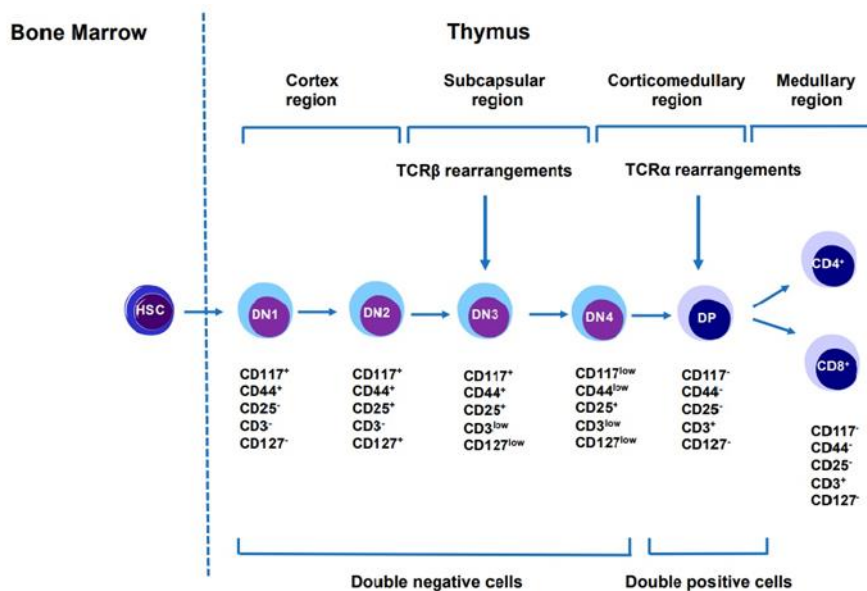 Bone Marrow
Thymus
Cortex
region
Subcapsular
region
Corticomedullary
region
Medullary
region
TCRβ rearrangements
TCRα rearrangements
HSC
DN1
DN2
DN3
DN4
DP
CD4⁺
CD8⁺
CD117⁺
CD44⁺
CD25⁻
CD3⁻
CD127⁻
CD117⁺
CD44⁺
CD25⁺
CD3⁻
CD127⁺
CD117⁺
CD44⁺
CD25⁺
CD3ˡᵒʷ
CD127ˡᵒʷ
CD117ˡᵒʷ
CD44ˡᵒʷ
CD25⁺
CD3ˡᵒʷ
CD127ˡᵒʷ
CD117⁻
CD44⁻
CD25⁻
CD3⁺
CD127⁻
CD117⁻
CD44⁻
CD25⁻
CD3⁺
CD127⁻
Double negative cells
Double positive cells